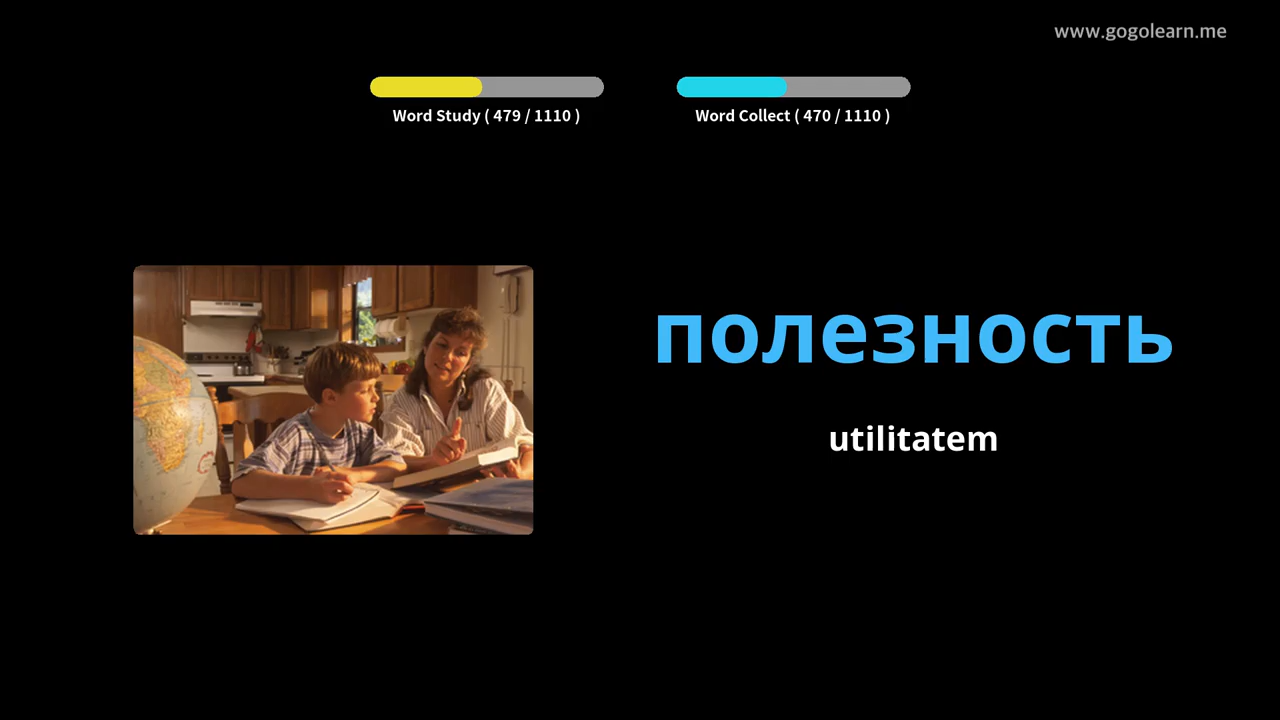 www.gogolearn.me
Word Study ( 479 / 1110 )
Word Collect ( 470 / 1110 )
полезность
utilitatem